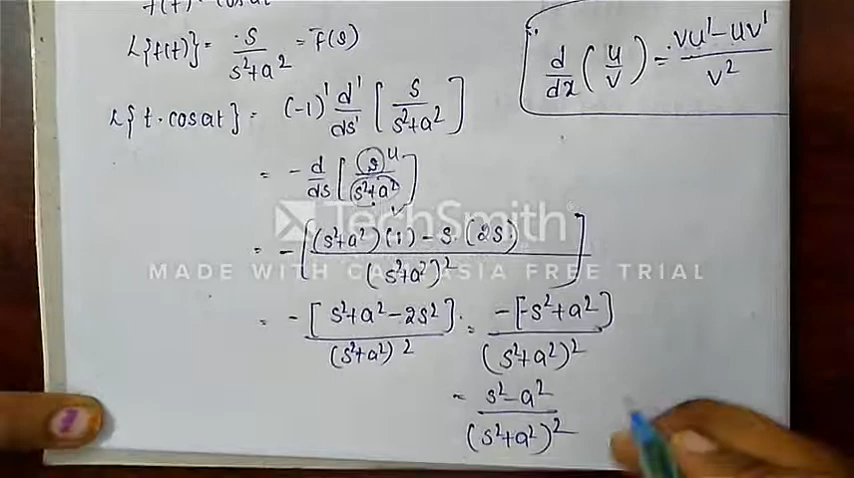 f(t) = cosat
L{f(t)} = s/(s²+a²) = F(s)
d/dx (u/v) = (vu' - uv')/v²
L{t·cosat} = (-1)¹ d¹/ds¹ [s/(s²+a²)]
= - d/ds [s/(s²+a²)] u v
TechSmith
= - [((s²+a²)(1) - s·(2s))/(s²+a²)²]
MADE WITH CAMTASIA FREE TRIAL
= -[s²+a²-2s²]/(s²+a²)² = -[-s²+a²]/(s²+a²)²
= (s²-a²)/(s²+a²)²